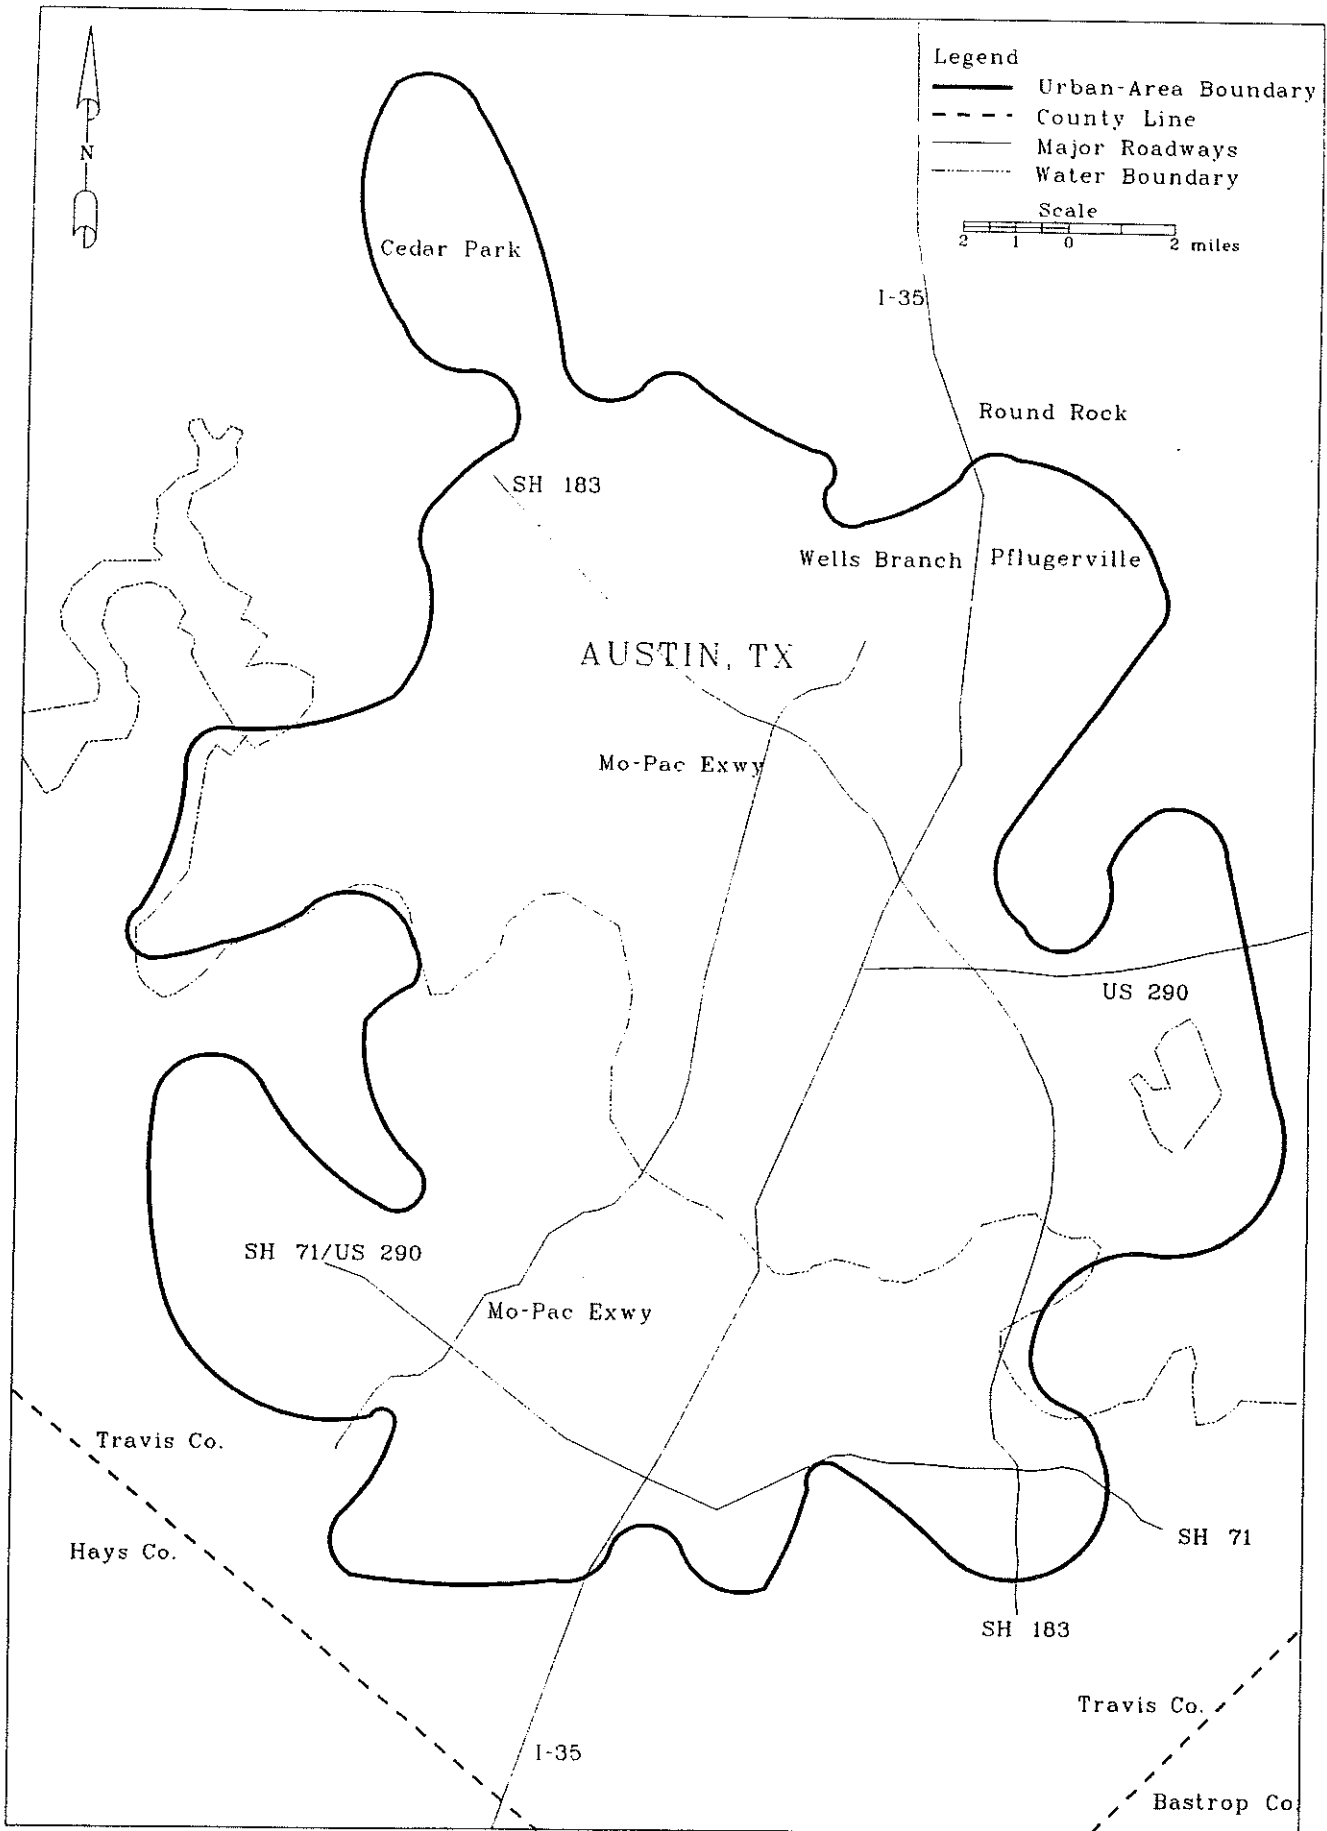 Legend
Urban-Area Boundary
County Line
Major Roadways
Water Boundary
Scale
2 1 0 2 miles
N
Cedar Park
I-35
Round Rock
SH 183
Wells Branch
Pflugerville
AUSTIN, TX
Mo-Pac Exwy
US 290
SH 71/US 290
Mo-Pac Exwy
Travis Co.
Hays Co.
SH 71
SH 183
Travis Co.
I-35
Bastrop Co